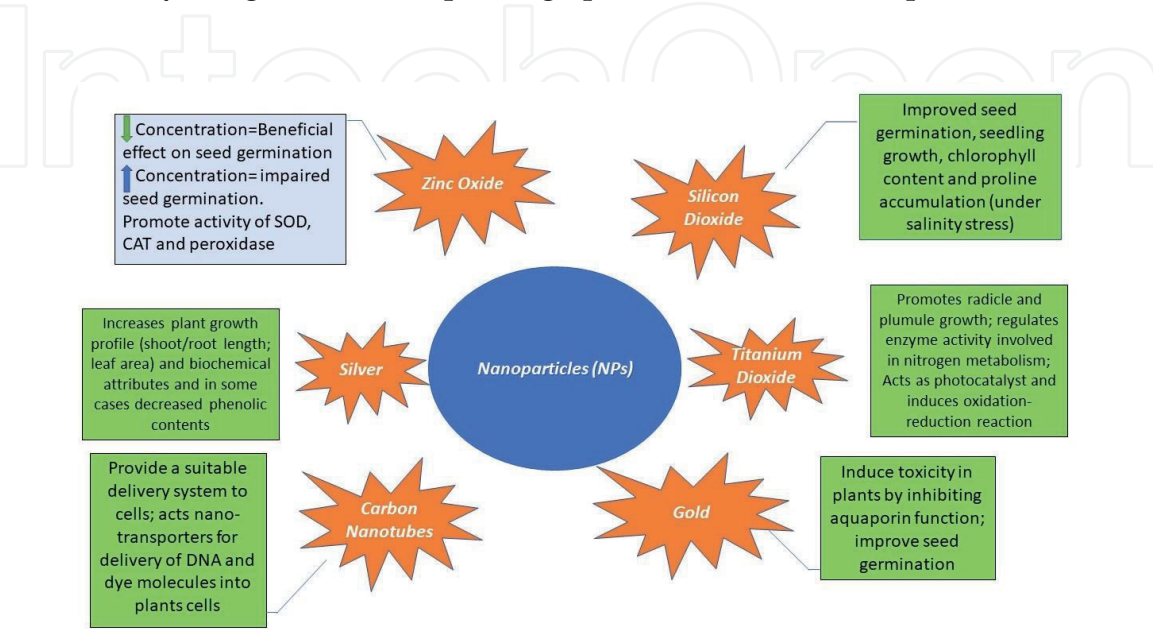 IntechOpen
Concentration=Beneficial
effect on seed germination
Concentration= impaired
seed germination.
Promote activity of SOD,
CAT and peroxidase
Zinc Oxide
Silicon
Dioxide
Improved seed
germination, seedling
growth, chlorophyll
content and proline
accumulation (under
salinity stress)
Increases plant growth
profile (shoot/root length;
leaf area) and biochemical
attributes and in some
cases decreased phenolic
contents
Silver
Nanoparticles (NPs)
Titanium
Dioxide
Promotes radicle and
plumule growth; regulates
enzyme activity involved
in nitrogen metabolism;
Acts as photocatalyst and
induces oxidation-
reduction reaction
Provide a suitable
delivery system to
cells; acts nano-
transporters for
delivery of DNA and
dye molecules into
plants cells
Carbon
Nanotubes
Gold
Induce toxicity in
plants by inhibiting
aquaporin function;
improve seed
germination